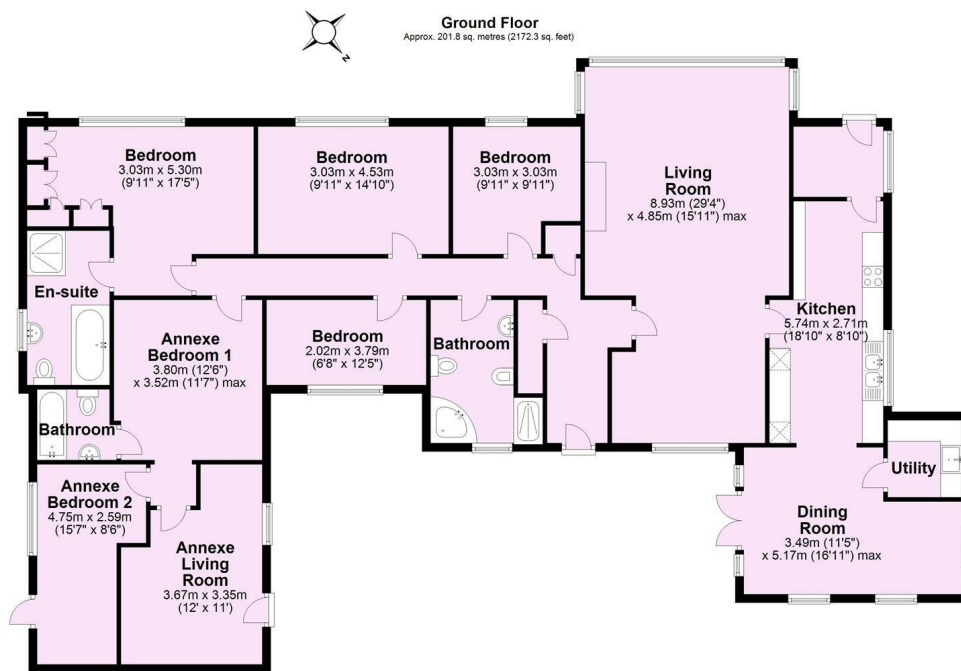 Ground Floor
Approx. 201.8 sq. metres (2172.3 sq. feet)
N
Bedroom
3.03m x 5.30m
(9'11" x 17'5")
Bedroom
3.03m x 4.53m
(9'11" x 14'10")
Bedroom
3.03m x 3.03m
(9'11" x 9'11")
Living
Room
8.93m (29'4")
x 4.85m (15'11") max
En-suite
Kitchen
5.74m x 2.71m
(18'10" x 8'10")
Annexe
Bedroom 1
3.80m (12'6")
x 3.52m (11'7") max
Bedroom
2.02m x 3.79m
(6'8" x 12'5")
Bathroom
Bathroom
Utility
Annexe
Bedroom 2
4.75m x 2.59m
(15'7" x 8'6")
Annexe
Living
Room
3.67m x 3.35m
(12' x 11')
Dining
Room
3.49m (11'5")
x 5.17m (16'11") max